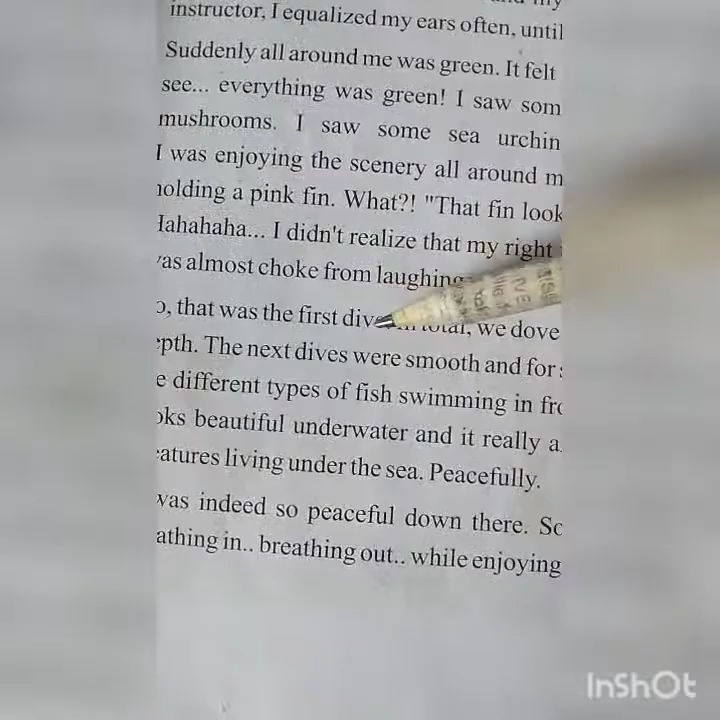 instructor, I equalized my ears often, until
Suddenly all around me was green. It felt
see... everything was green! I saw som
mushrooms. I saw some sea urchin
I was enjoying the scenery all around m
olding a pink fin. What?! "That fin look
Hahahaha... I didn't realize that my right
was almost choke from laughing
o, that was the first dive total, we dove
epth. The next dives were smooth and for
e different types of fish swimming in fro
oks beautiful underwater and it really a
eatures living under the sea. Peacefully.
was indeed so peaceful down there. So
athing in.. breathing out.. while enjoying
InShOt